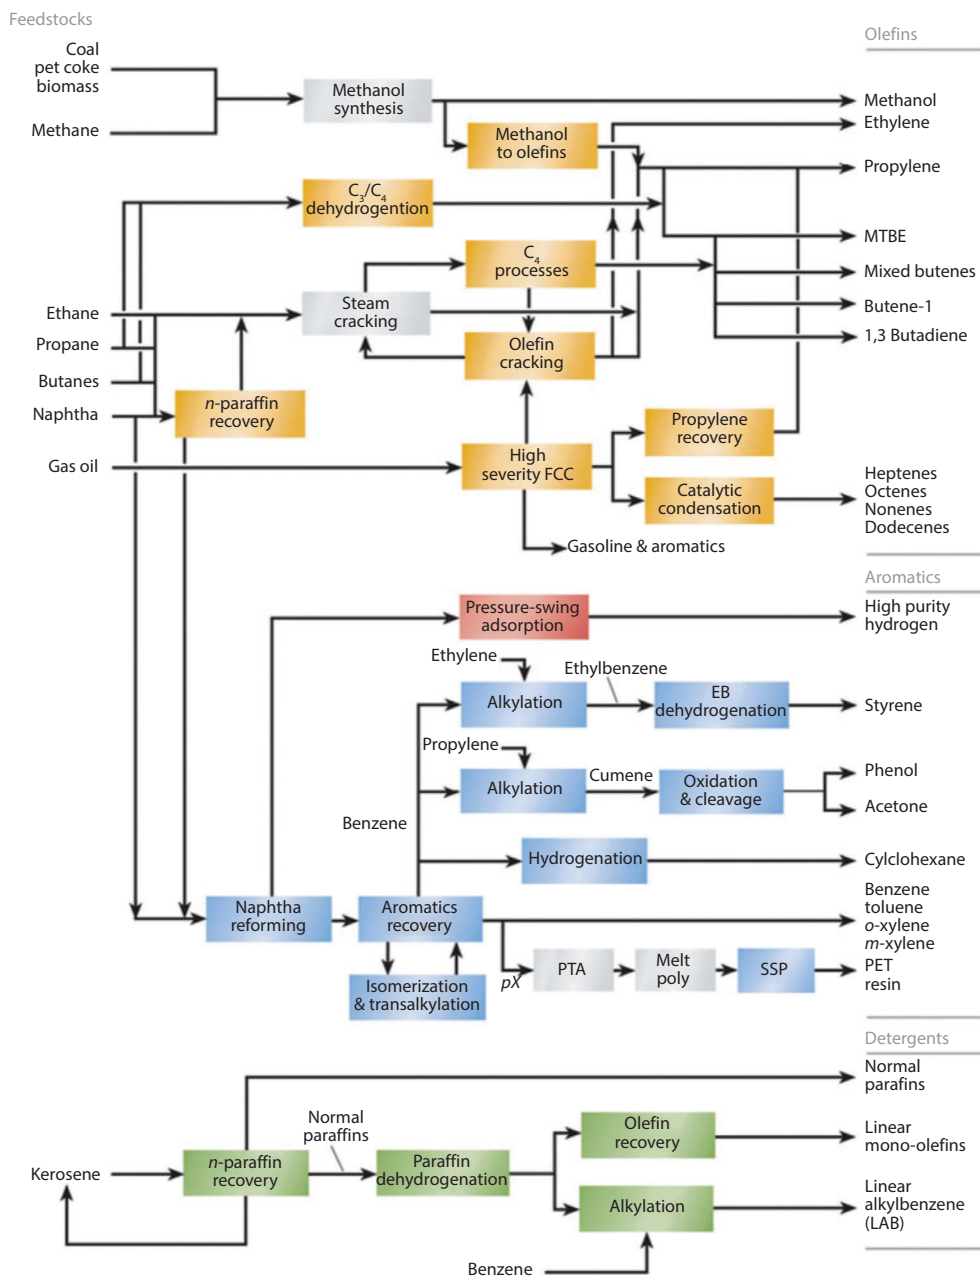 Feedstocks
Olefins
Coal
pet coke
biomass
Methane
Methanol
synthesis
Methanol
Ethylene
Methanol
to olefins
Propylene
C3/C4
dehydrogention
MTBE
C4
processes
Mixed butenes
Ethane
Steam
cracking
Butene-1
Propane
Olefin
cracking
1,3 Butadiene
Butanes
Naphtha
n-paraffin
recovery
Propylene
recovery
Gas oil
High
severity FCC
Catalytic
condensation
Heptenes
Octenes
Nonenes
Dodecenes
Gasoline & aromatics
Aromatics
Pressure-swing
adsorption
High purity
hydrogen
Ethylene
Ethylbenzene
Alkylation
EB
dehydrogenation
Styrene
Propylene
Alkylation
Cumene
Oxidation
& cleavage
Phenol
Acetone
Benzene
Hydrogenation
Cylclohexane
Naphtha
reforming
Aromatics
recovery
Benzene
toluene
o-xylene
m-xylene
pX
PTA
Melt
poly
SSP
PET
resin
Isomerization
& transalkylation
Detergents
Normal
parafins
Normal
paraffins
Kerosene
n-paraffin
recovery
Paraffin
dehydrogenation
Olefin
recovery
Linear
mono-olefins
Alkylation
Linear
alkylbenzene
(LAB)
Benzene